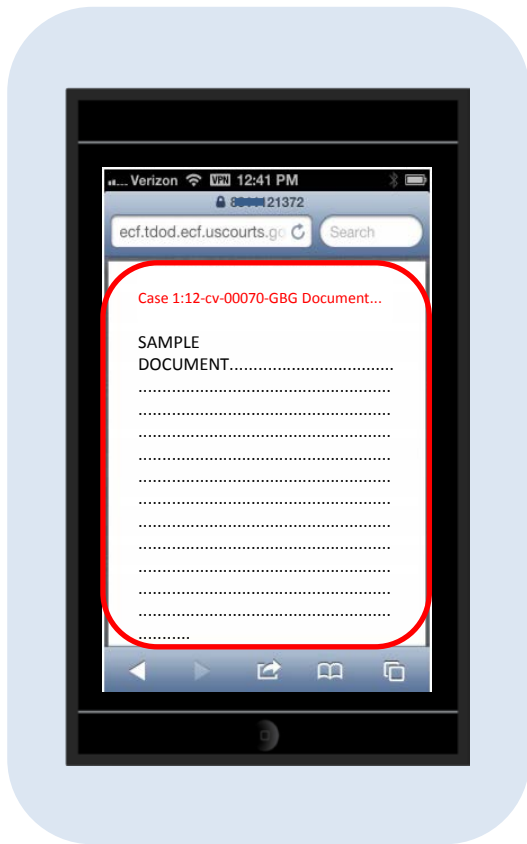 Verizon VPN 12:41 PM
21372
ecf.tdod.ecf.uscourts.go Search
Case 1:12-cv-00070-GBG Document...
SAMPLE
DOCUMENT..................................
....................................................
....................................................
....................................................
....................................................
....................................................
....................................................
....................................................
....................................................
....................................................
....................................................
....................................................
...........